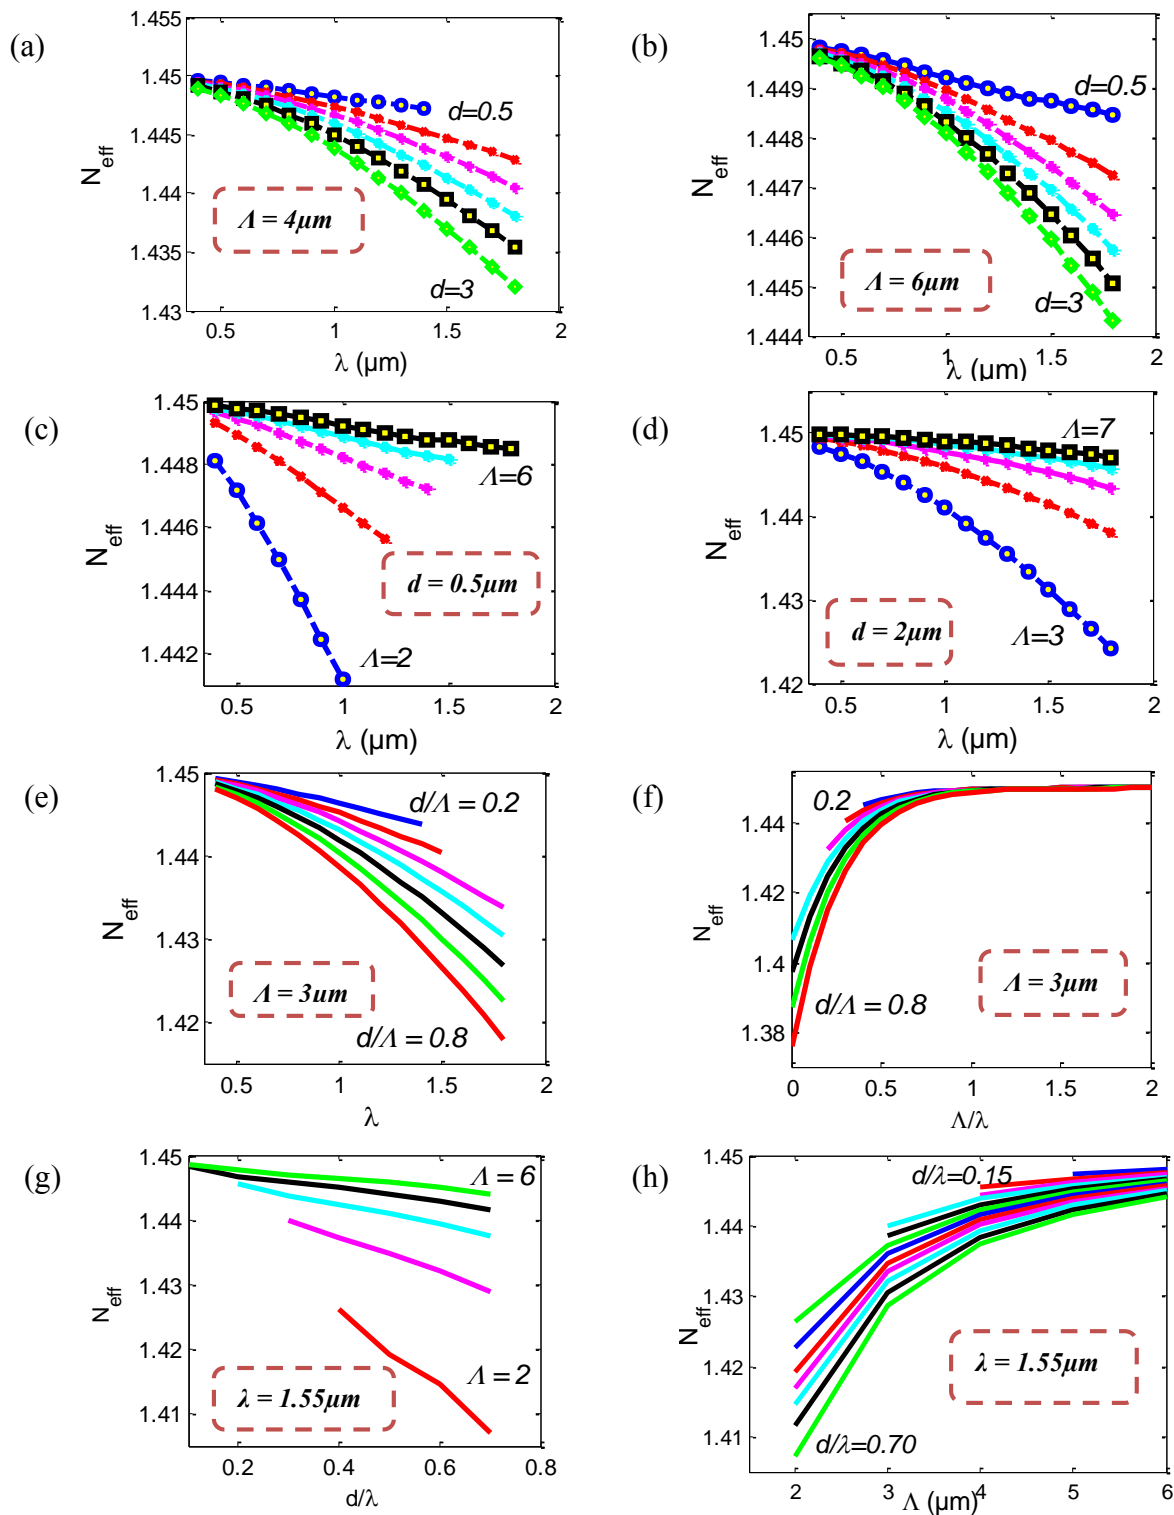 (a)
1.455
1.45
1.445
1.44
1.435
1.43
N_eff
d=0.5
Λ = 4μm
d=3
0.5 1 1.5 2
λ (μm)
(b)
1.45
1.449
1.448
1.447
1.446
1.445
1.444
N_eff
d=0.5
Λ = 6μm
d=3
0.5 1 1.5 2
λ (μm)
(c)
1.45
1.448
1.446
1.444
1.442
N_eff
Λ=6
d = 0.5μm
Λ=2
0.5 1 1.5 2
λ (μm)
(d)
1.45
1.44
1.43
1.42
N_eff
Λ=7
d = 2μm
Λ=3
0.5 1 1.5 2
λ (μm)
(e)
1.45
1.44
1.43
1.42
N_eff
d/Λ = 0.2
Λ = 3μm
d/Λ = 0.8
0.5 1 1.5 2
λ
(f)
1.44
1.42
1.4
1.38
N_eff
0.2
Λ = 3μm
d/Λ = 0.8
0 0.5 1 1.5 2
Λ/λ
(g)
1.45
1.44
1.43
1.42
1.41
N_eff
Λ = 6
Λ = 2
λ = 1.55μm
0.2 0.4 0.6 0.8
d/λ
(h)
1.45
1.44
1.43
1.42
1.41
N_eff
d/λ=0.15
λ = 1.55μm
d/λ=0.70
2 3 4 5 6
Λ (μm)